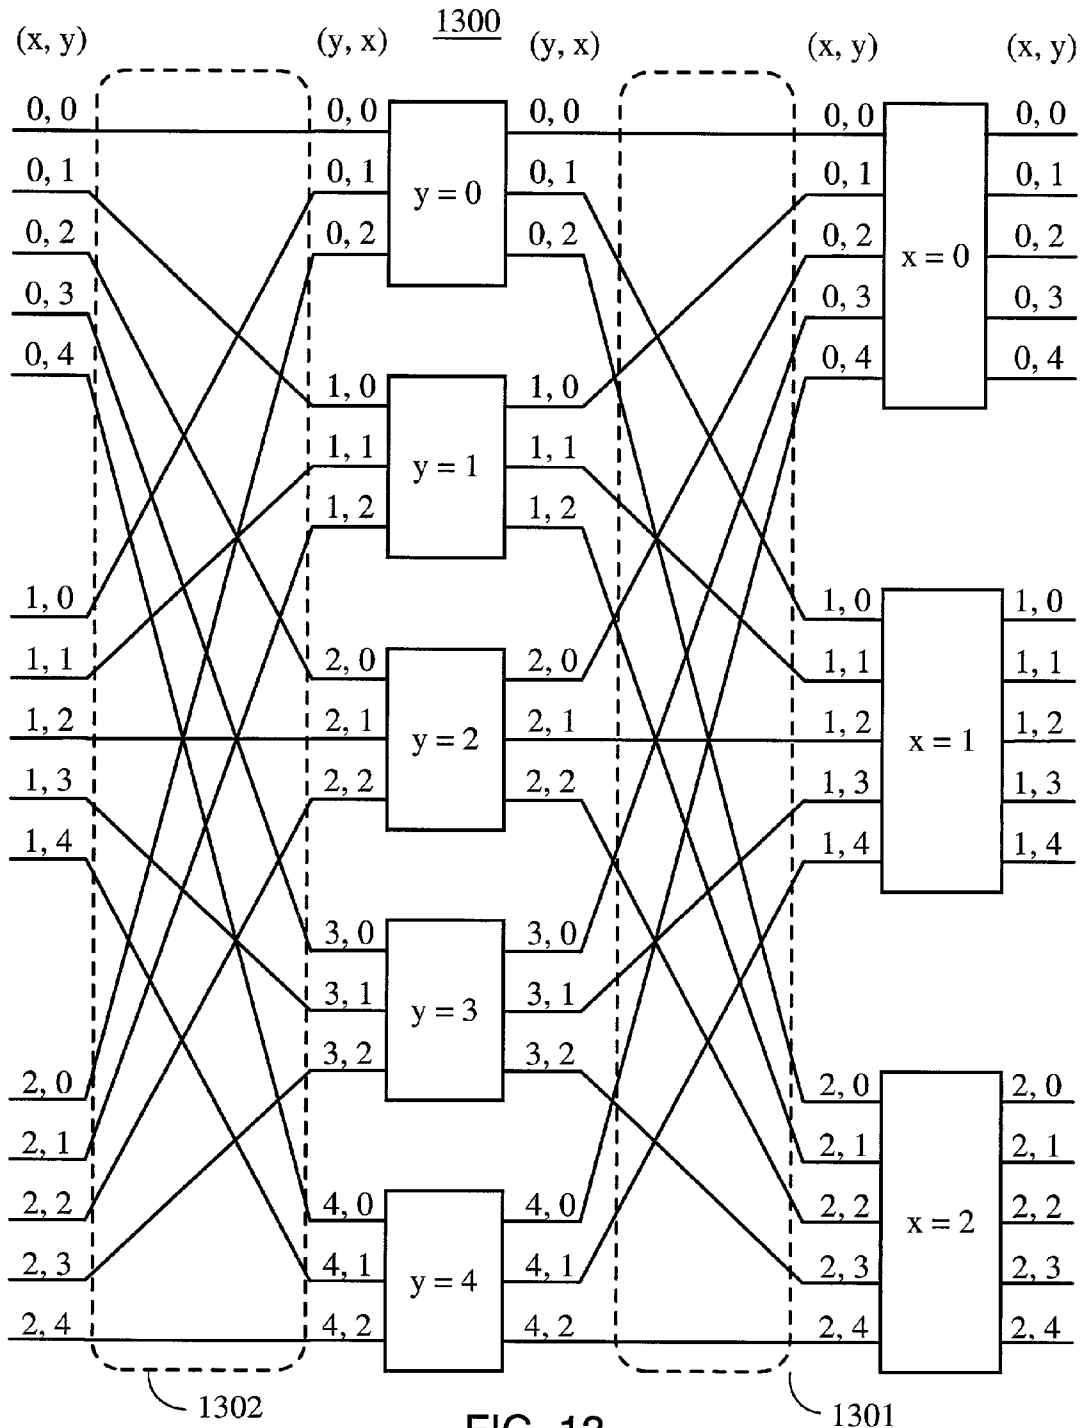 1300
(x, y) (y, x) (y, x) (x, y) (x, y)
0, 0 0, 0 0, 0 0, 0 0, 0
0, 1 0, 1 y = 0 0, 1 0, 1 0, 1
0, 2 0, 2 0, 2 0, 2 x = 0 0, 2
0, 3 0, 3 0, 3
0, 4 1, 0 1, 0 0, 4 0, 4
1, 1 y = 1 1, 1
1, 2 1, 2
1, 0 1, 0 1, 0
1, 1 2, 0 2, 0 1, 1 1, 1
1, 2 2, 1 y = 2 2, 1 1, 2 x = 1 1, 2
1, 3 2, 2 2, 2 1, 3 1, 3
1, 4 1, 4 1, 4
3, 0 3, 0
3, 1 y = 3 3, 1
2, 0 3, 2 3, 2 2, 0 2, 0
2, 1 2, 1 2, 1
2, 2 4, 0 4, 0 2, 2 x = 2 2, 2
2, 3 4, 1 y = 4 4, 1 2, 3 2, 3
2, 4 4, 2 4, 2 2, 4 2, 4
1302 1301
FIG.